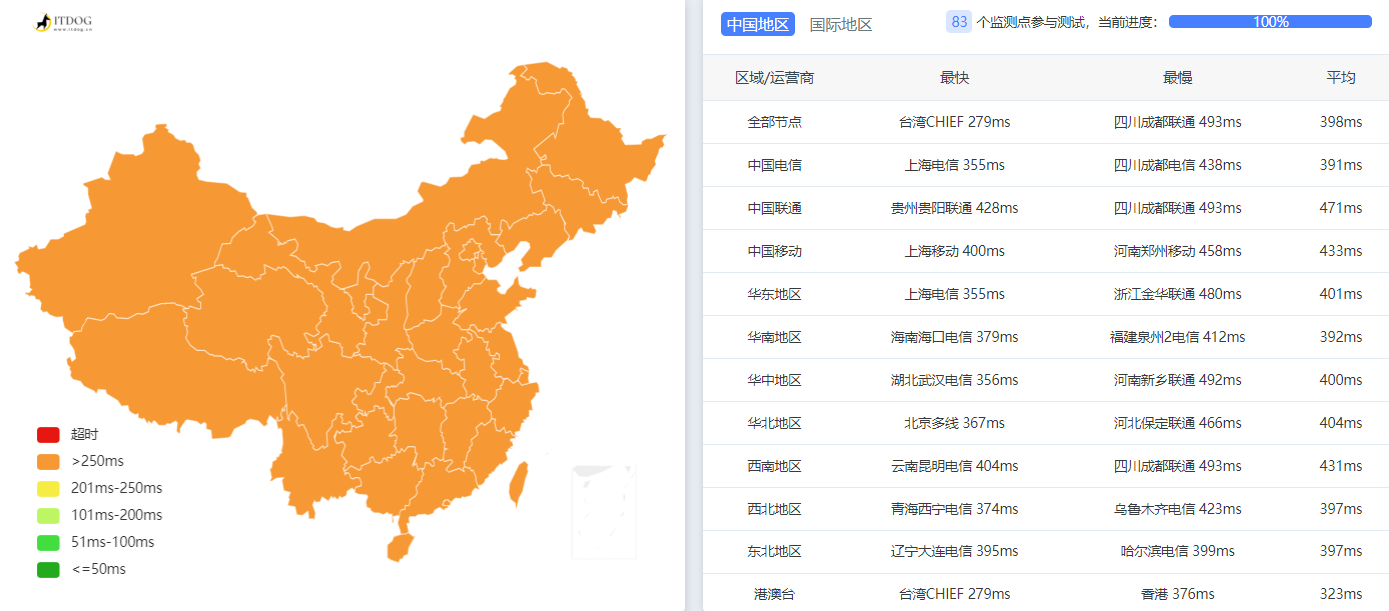 ITDOG
www.itdog.cn
超时
>250ms
201ms-250ms
101ms-200ms
51ms-100ms
<=50ms
中国地区 国际地区 83 个监测点参与测试，当前进度： 100%
区域/运营商 最快 最慢 平均
全部节点 台湾CHIEF 279ms 四川成都联通 493ms 398ms
中国电信 上海电信 355ms 四川成都电信 438ms 391ms
中国联通 贵州贵阳联通 428ms 四川成都联通 493ms 471ms
中国移动 上海移动 400ms 河南郑州移动 458ms 433ms
华东地区 上海电信 355ms 浙江金华联通 480ms 401ms
华南地区 海南海口电信 379ms 福建泉州2电信 412ms 392ms
华中地区 湖北武汉电信 356ms 河南新乡联通 492ms 400ms
华北地区 北京多线 367ms 河北保定联通 466ms 404ms
西南地区 云南昆明电信 404ms 四川成都联通 493ms 431ms
西北地区 青海西宁电信 374ms 乌鲁木齐电信 423ms 397ms
东北地区 辽宁大连电信 395ms 哈尔滨电信 399ms 397ms
港澳台 台湾CHIEF 279ms 香港 376ms 323ms